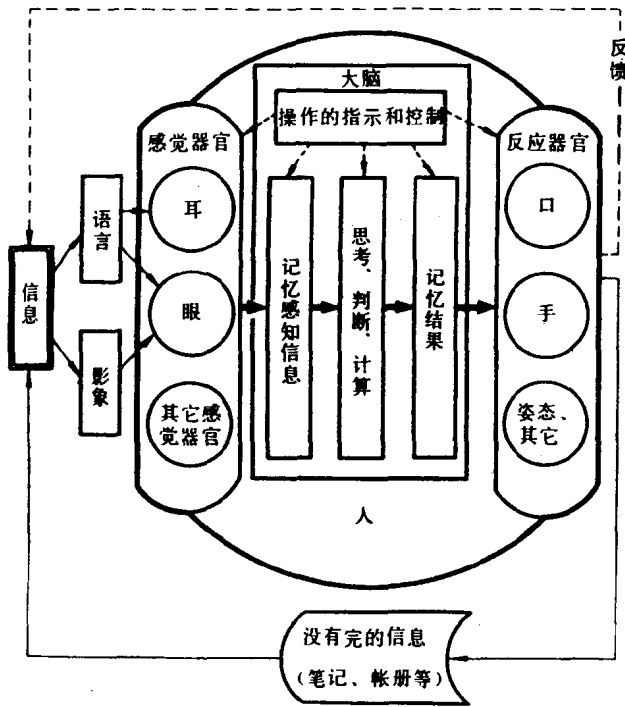 反馈
大脑
操作的指示和控制
感觉器官
反应器官
语言
耳
口
信息
记忆感知信息
思考、判断、计算
记忆结果
眼
手
影象
其它感
觉器官
姿态、
其它
人
没有完的信息
（笔记、帐册等）